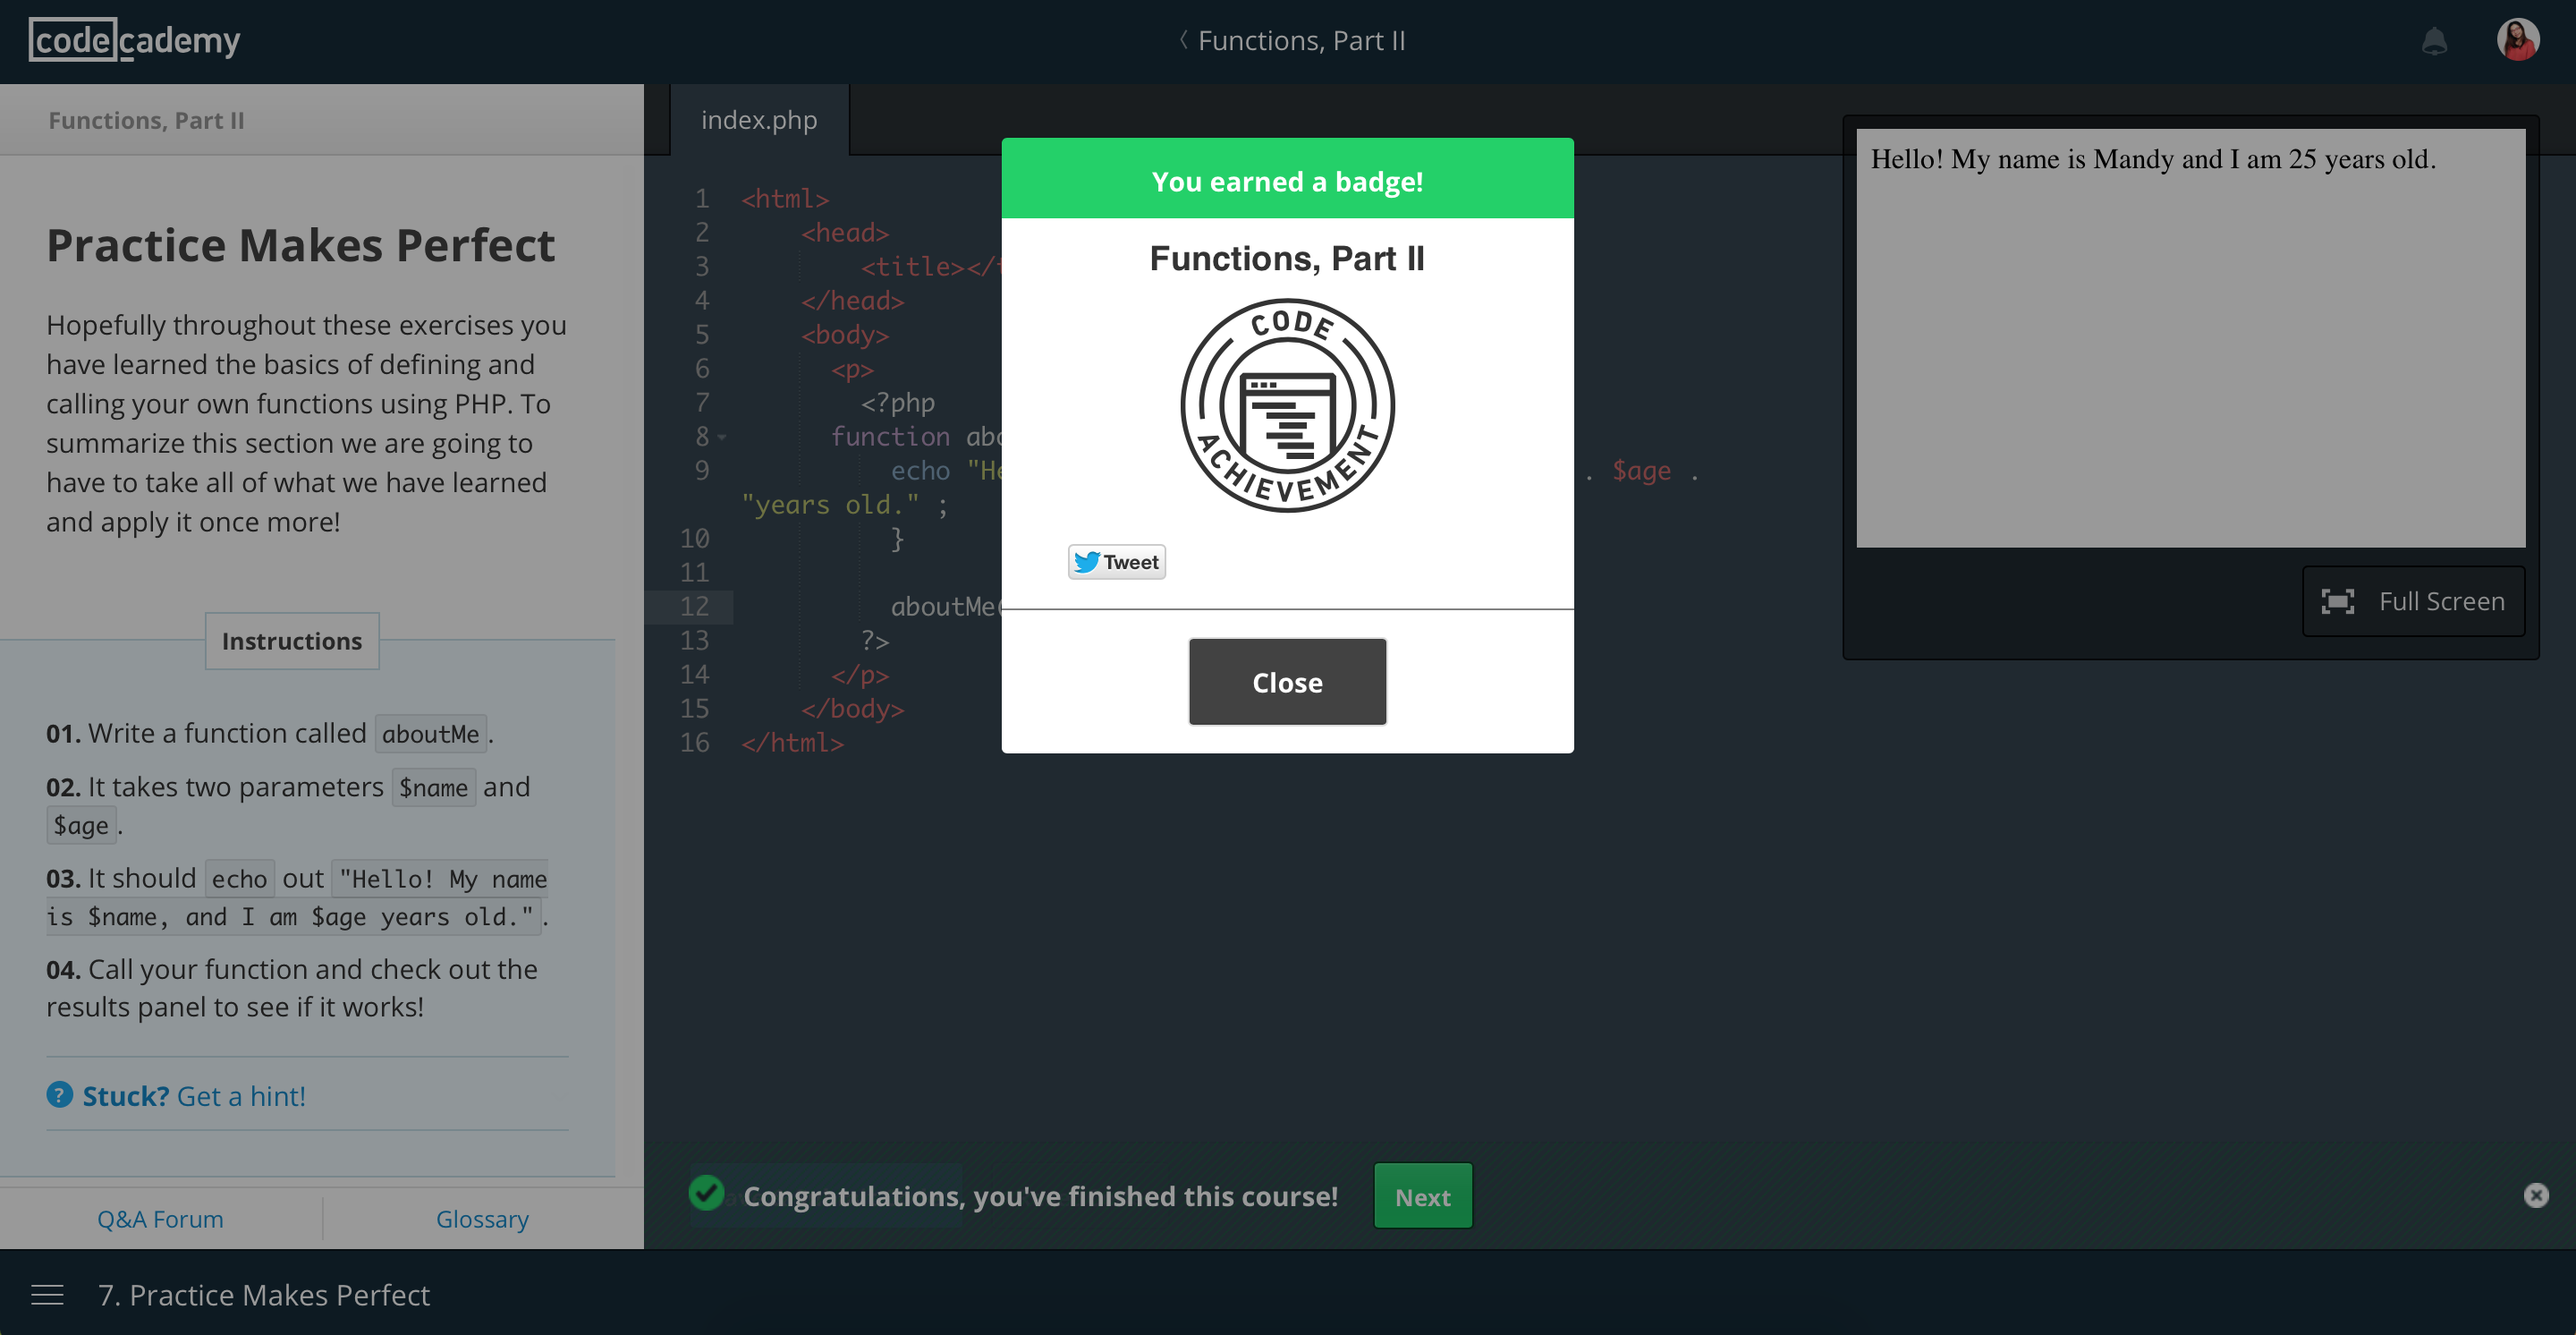 codecademy
Functions, Part II
Functions, Part II
Practice Makes Perfect
Hopefully throughout these exercises you
have learned the basics of defining and
calling your own functions using PHP. To
summarize this section we are going to
have to take all of what we have learned
and apply it once more!
Instructions
01. Write a function called aboutMe.
02. It takes two parameters $name and
$age.
03. It should echo out "Hello! My name
is $name, and I am $age years old.".
04. Call your function and check out the
results panel to see if it works!
? Stuck? Get a hint!
Q&A Forum
Glossary
index.php
1 <html>
2 <head>
3 <title></
4 </head>
5 <body>
6 <p>
7 <?php
8 function abo
9 echo "He . $age .
"years old." ;
10 }
11
12 aboutMe(
13 ?>
14 </p>
15 </body>
16 </html>
You earned a badge!
Functions, Part II
CODE
ACHIEVEMENT
Tweet
Close
Hello! My name is Mandy and I am 25 years old.
Full Screen
Congratulations, you've finished this course!
Next
7. Practice Makes Perfect